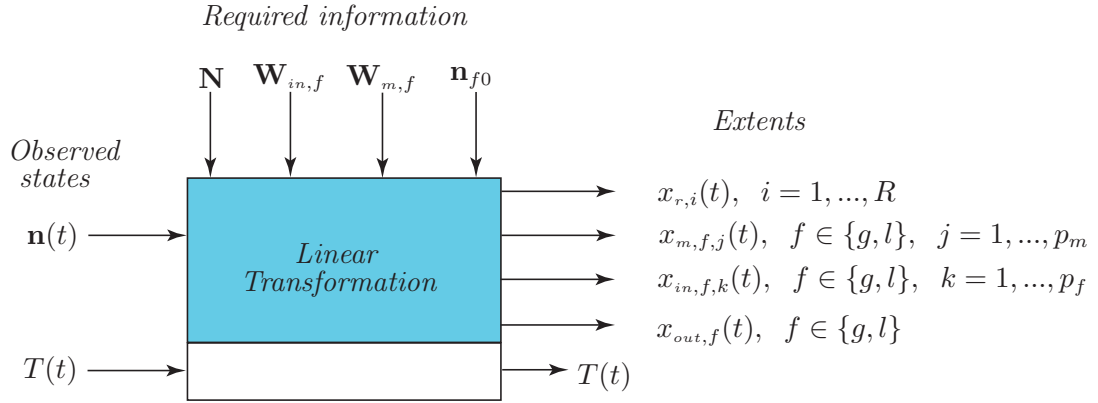 Required information
N W_{in,f} W_{m,f} n_{f0}
Extents
Observed
states
n(t)
Linear
Transformation
x_{r,i}(t), i = 1, ..., R
x_{m,f,j}(t), f ∈ {g, l}, j = 1, ..., p_m
x_{in,f,k}(t), f ∈ {g, l}, k = 1, ..., p_f
x_{out,f}(t), f ∈ {g, l}
T(t)
T(t)